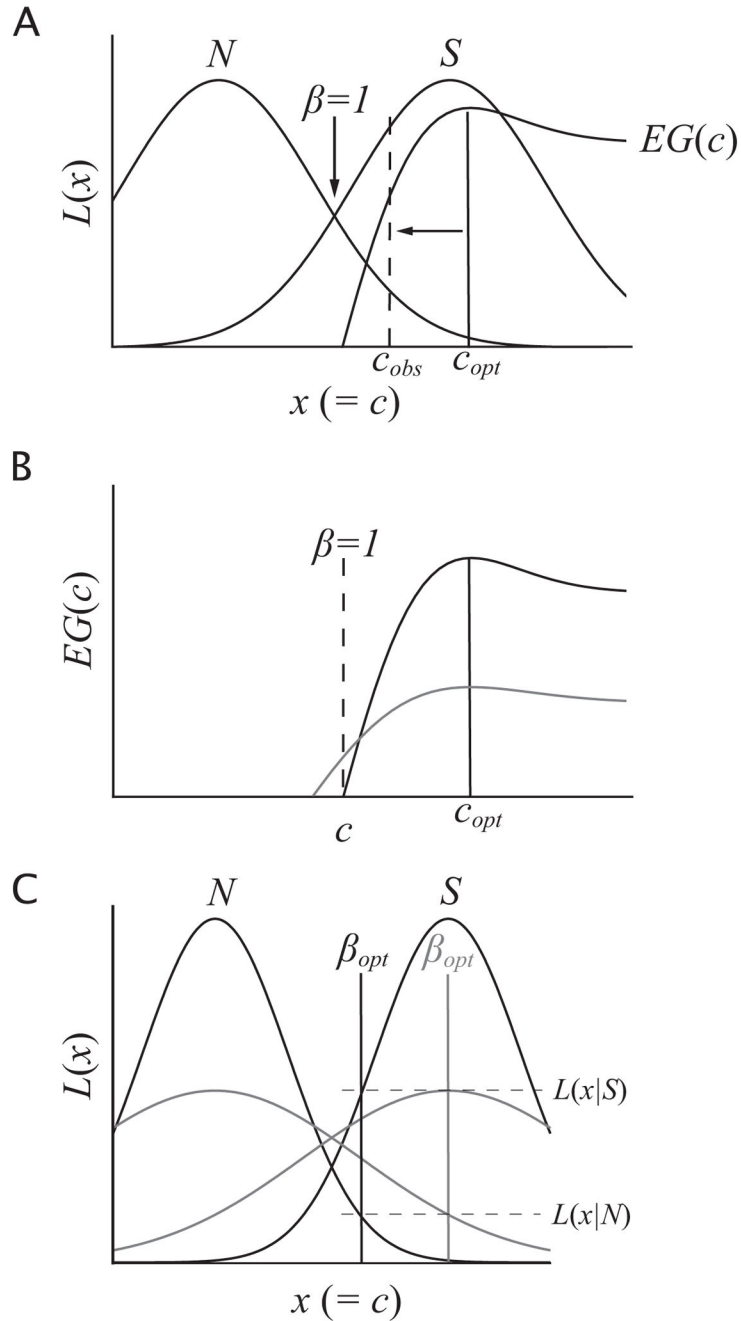 A
N
S
β=1
EG(c)
L(x)
c_obs
c_opt
x (= c)
B
β=1
EG(c)
c
c_opt
C
N
S
β_opt
β_opt
L(x)
L(x|S)
L(x|N)
x (= c)